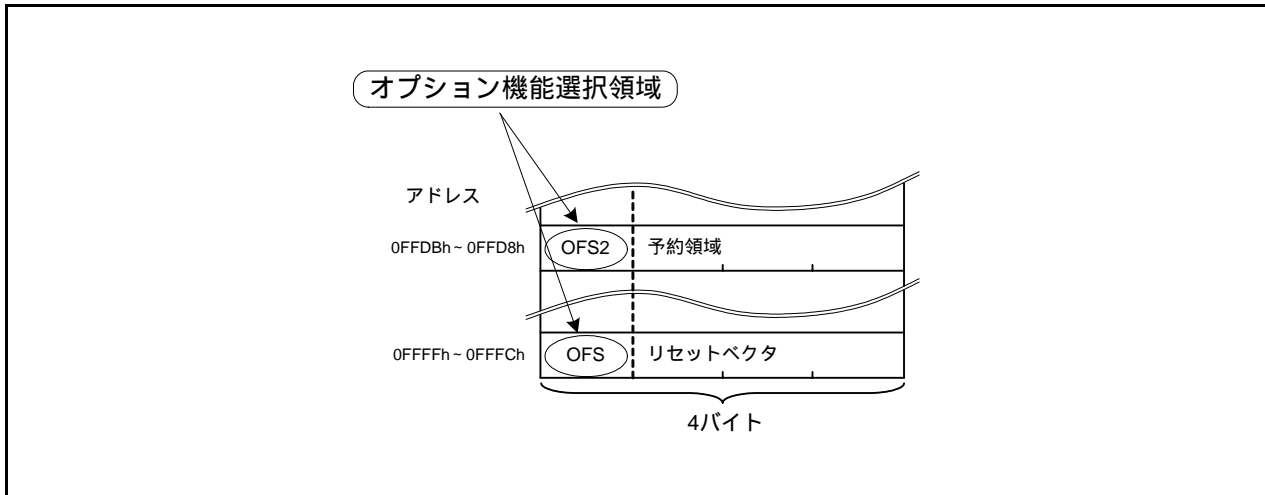 オプション機能選択領域
アドレス
0FFDBh ~ 0FFD8h OFS2 予約領域
0FFFFh ~ 0FFFCh OFS リセットベクタ
4バイト